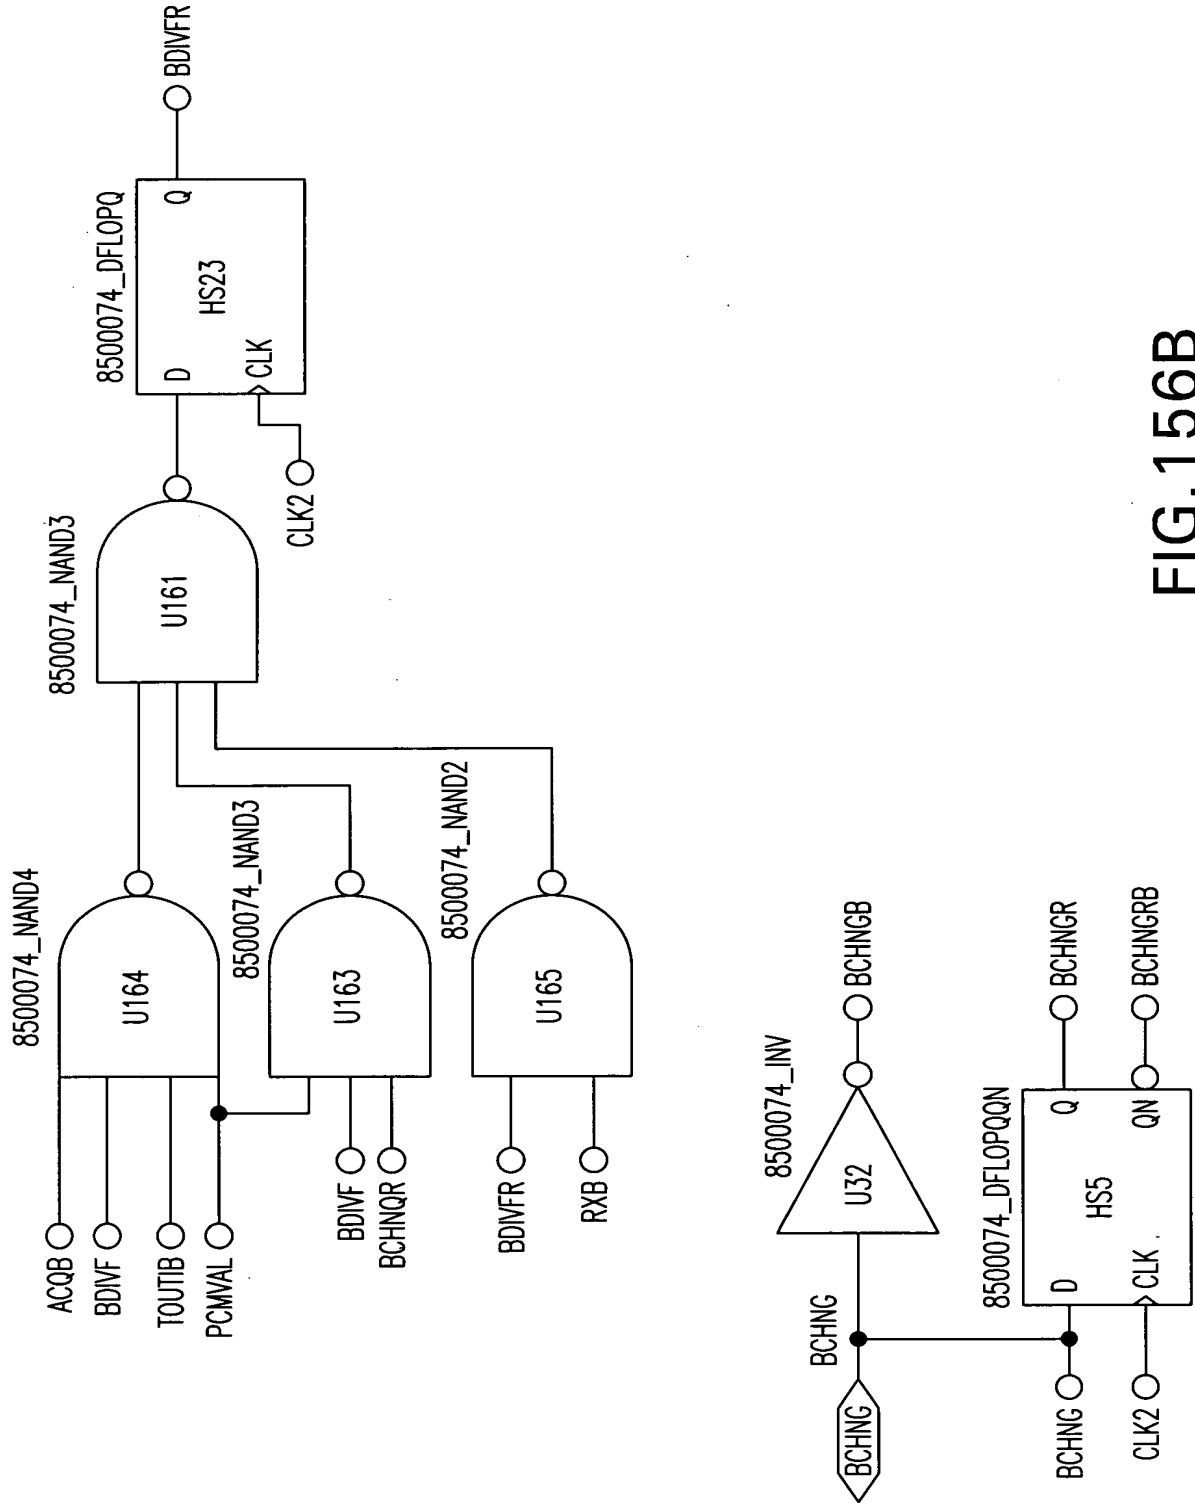 8500074_NAND4
ACQB
BDIVF
TOUTIB
PCMVAL
U164
8500074_NAND3
BDIVF
BCHNQR
U163
8500074_NAND2
BDIVFR
RXB
U165
8500074_NAND3
U161
8500074_DFLOPQ
D
Q
HS23
CLK
CLK2
BDIVFR
BCHNG
BCHNG
8500074_INV
U32
BCHNGB
8500074_DFLOPQQN
BCHNG
D
Q
BCHNGR
HS5
CLK2
CLK
QN
BCHNGRB
FIG.156B